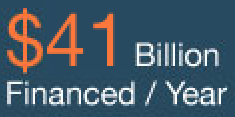 $41 Billion
Financed / Year